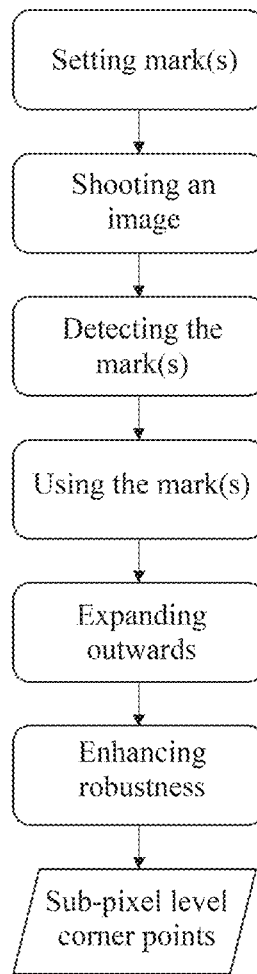 Setting mark(s)
Shooting an
image
Detecting the
mark(s)
Using the mark(s)
Expanding
outwards
Enhancing
robustness
Sub-pixel level
corner points